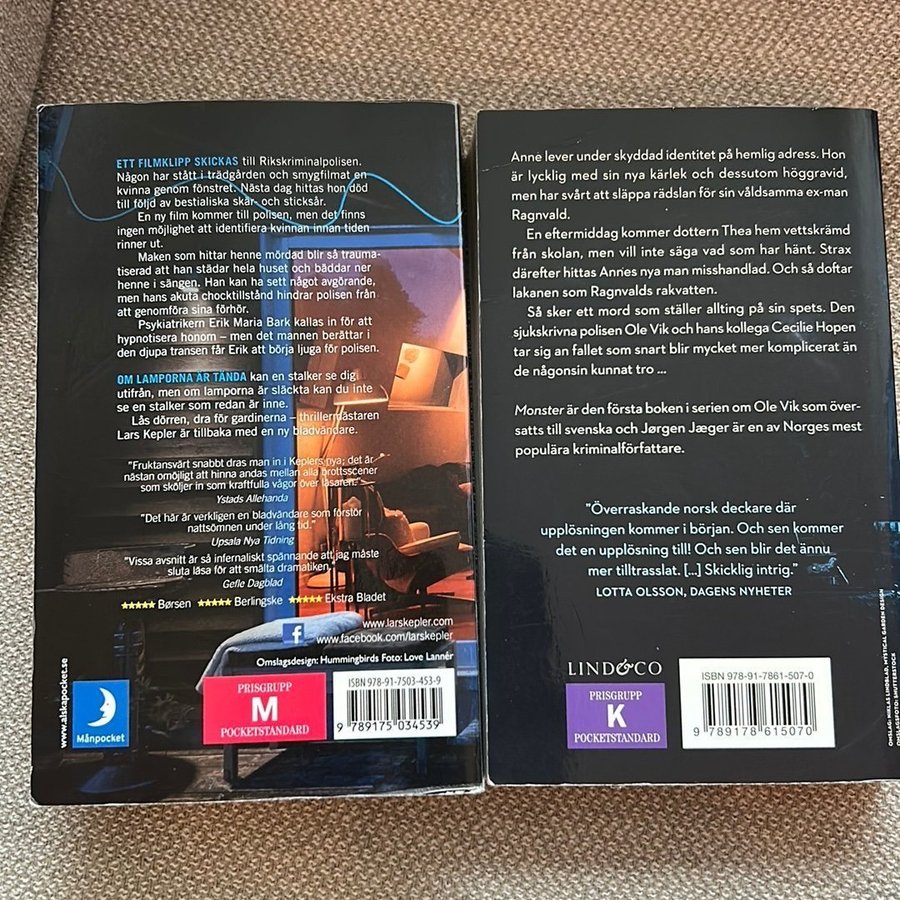 ETT FILMKLIPP SKICKAS till Rikskriminalpolisen.
Någon har stått i trädgården och smygfilmat en
kvinna genom fönstret. Nästa dag hittas hon död
till följd av bestialiska skär- och sticksår.
En ny film kommer till polisen, men det finns
ingen möjlighet att identifiera kvinnan innan tiden
rinner ut.
Maken som hittar henne mördad blir så trauma-
tiserad att han städar hela huset och bäddar ner
henne i sängen. Han kan ha sett något avgörande,
men hans akuta chocktillstånd hindrar polisen från
att genomföra sina förhör.
Psykiatrikern Erik Maria Bark kallas in för att
hypnotisera honom – men det mannen berättar i
den djupa transen får Erik att börja ljuga för polisen.
OM LAMPORNA ÄR TÄNDA kan en stalker se dig
utifrån, men om lamporna är släckta kan du inte
se en stalker som redan är inne.
Lås dörren, dra för gardinerna – thrillermästaren
Lars Kepler är tillbaka med en ny bladvändare.
"Fruktansvärt snabbt dras man in i Keplers nya; det är
nästan omöjligt att hinna andas mellan alla brottsscener
som sköljer in som kraftfulla vågor över läsaren."
Ystads Allehanda
"Det här är verkligen en bladvändare som förstör
nattsömnen under lång tid."
Upsala Nya Tidning
"Vissa avsnitt är så infernaliskt spännande att jag måste
sluta läsa för att smälta dramatiken."
Gefle Dagblad
★★★★★ Børsen ★★★★★ Berlingske ★★★★★ Ekstra Bladet
www.larskepler.com
www.facebook.com/larskepler
Omslagsdesign: Hummingbirds Foto: Love Lannér
www.alskapocket.se
Månpocket
PRISGRUPP
M
POCKETSTANDARD
ISBN 978-91-7503-453-9
9 789175 034539
Anne lever under skyddad identitet på hemlig adress. Hon
är lycklig med sin nya kärlek och dessutom höggravid,
men har svårt att släppa rädslan för sin våldsamma ex-man
Ragnvald.
En eftermiddag kommer dottern Thea hem vettskrämd
från skolan, men vill inte säga vad som har hänt. Strax
därefter hittas Annes nya man misshandlad. Och så doftar
lakanen som Ragnvalds rakvatten.
Så sker ett mord som ställer allting på sin spets. Den
sjukskrivna polisen Ole Vik och hans kollega Cecilie Hopen
tar sig an fallet som snart blir mycket mer komplicerat än
de någonsin kunnat tro ...
Monster är den första boken i serien om Ole Vik som över-
satts till svenska och Jørgen Jæger är en av Norges mest
populära kriminalförfattare.
"Överraskande norsk deckare där
upplösningen kommer i början. Och sen kommer
det en upplösning till! Och sen blir det ännu
mer tilltrasslat. [...] Skicklig intrig."
LOTTA OLSSON, DAGENS NYHETER
LIND&CO
PRISGRUPP
K
POCKETSTANDARD
ISBN 978-91-7861-507-0
9 789178 615070
OMSLAG: NIKLAS LINDBLAD, MYSTICAL GARDEN DESIGN
OMSLAGSFOTO: SHUTTERSTOCK